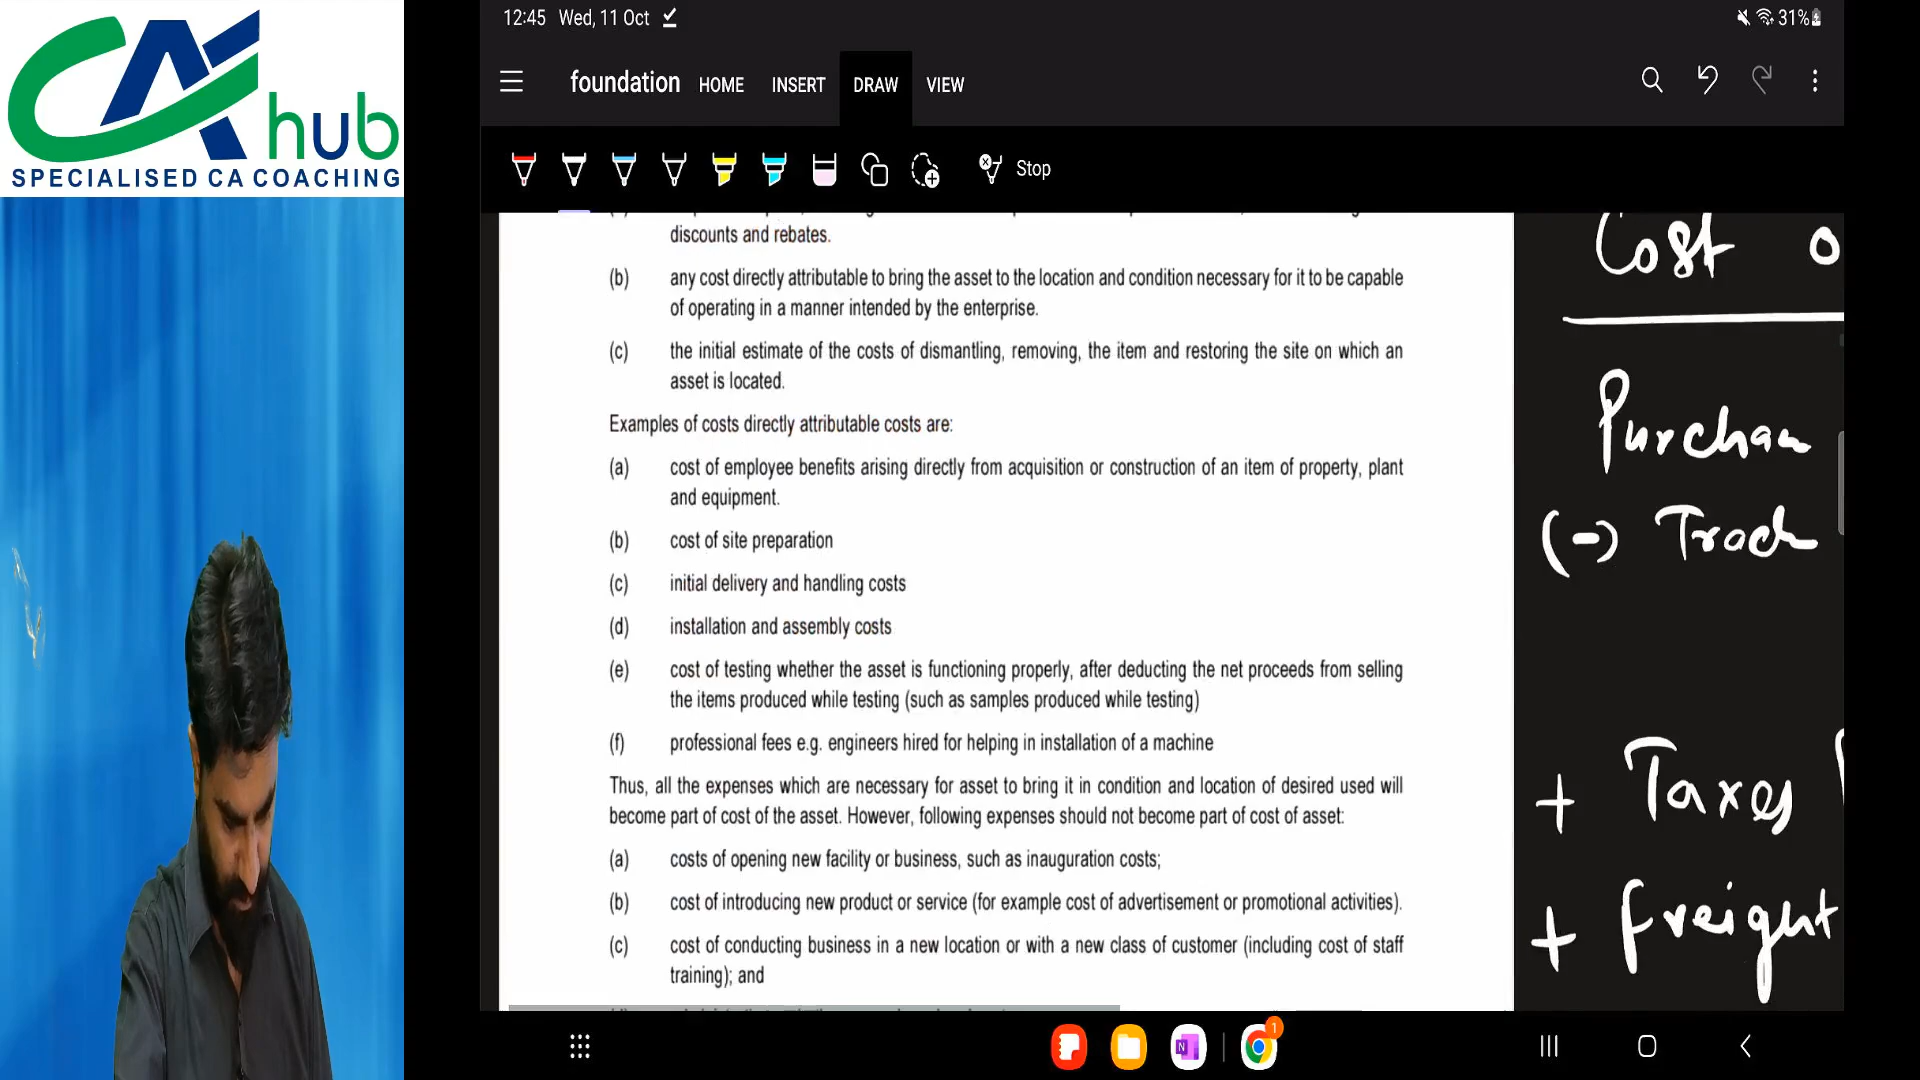 CA hub
SPECIALISED CA COACHING
12:45 Wed, 11 Oct
31%
foundation HOME INSERT DRAW VIEW
Stop
discounts and rebates.
(b) any cost directly attributable to bring the asset to the location and condition necessary for it to be capable
of operating in a manner intended by the enterprise.
(c) the initial estimate of the costs of dismantling, removing, the item and restoring the site on which an
asset is located.
Examples of costs directly attributable costs are:
(a) cost of employee benefits arising directly from acquisition or construction of an item of property, plant
and equipment.
(b) cost of site preparation
(c) initial delivery and handling costs
(d) installation and assembly costs
(e) cost of testing whether the asset is functioning properly, after deducting the net proceeds from selling
the items produced while testing (such as samples produced while testing)
(f) professional fees e.g. engineers hired for helping in installation of a machine
Thus, all the expenses which are necessary for asset to bring it in condition and location of desired used will
become part of cost of the asset. However, following expenses should not become part of cost of asset:
(a) costs of opening new facility or business, such as inauguration costs;
(b) cost of introducing new product or service (for example cost of advertisement or promotional activities).
(c) cost of conducting business in a new location or with a new class of customer (including cost of staff
training); and
Cost o
Purchas
(-) Trad
+ Taxes
+ Freight
N
1